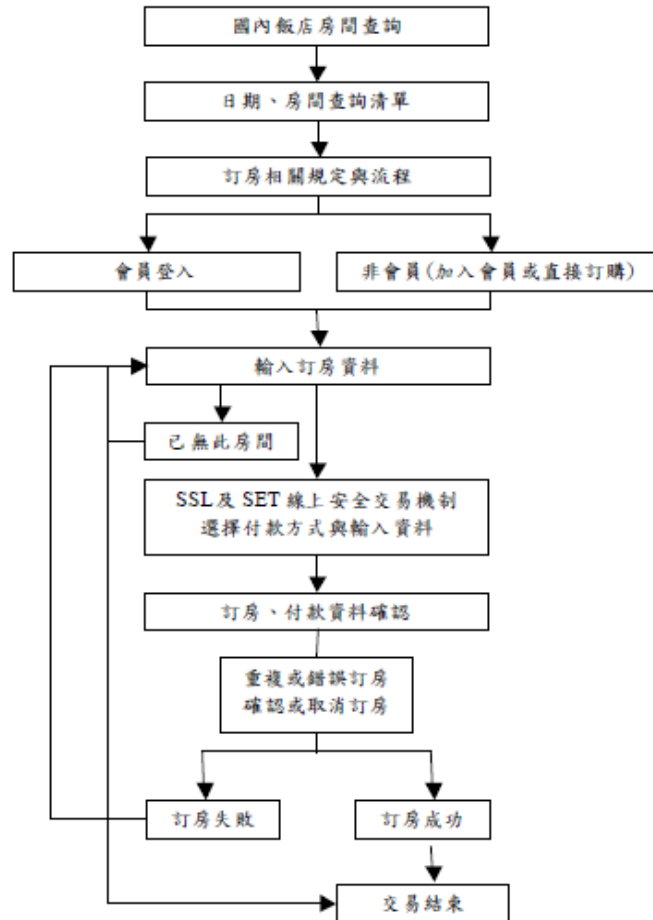 國內飯店房間查詢
日期、房間查詢清單
訂房相關規定與流程
會員登入
非會員(加入會員或直接訂購)
輸入訂房資料
已無此房間
SSL及 SET 線上安全交易機制
選擇付款方式與輸入資料
訂房、付款資料確認
重複或錯誤訂房
確認或取消訂房
訂房失敗
訂房成功
交易結束